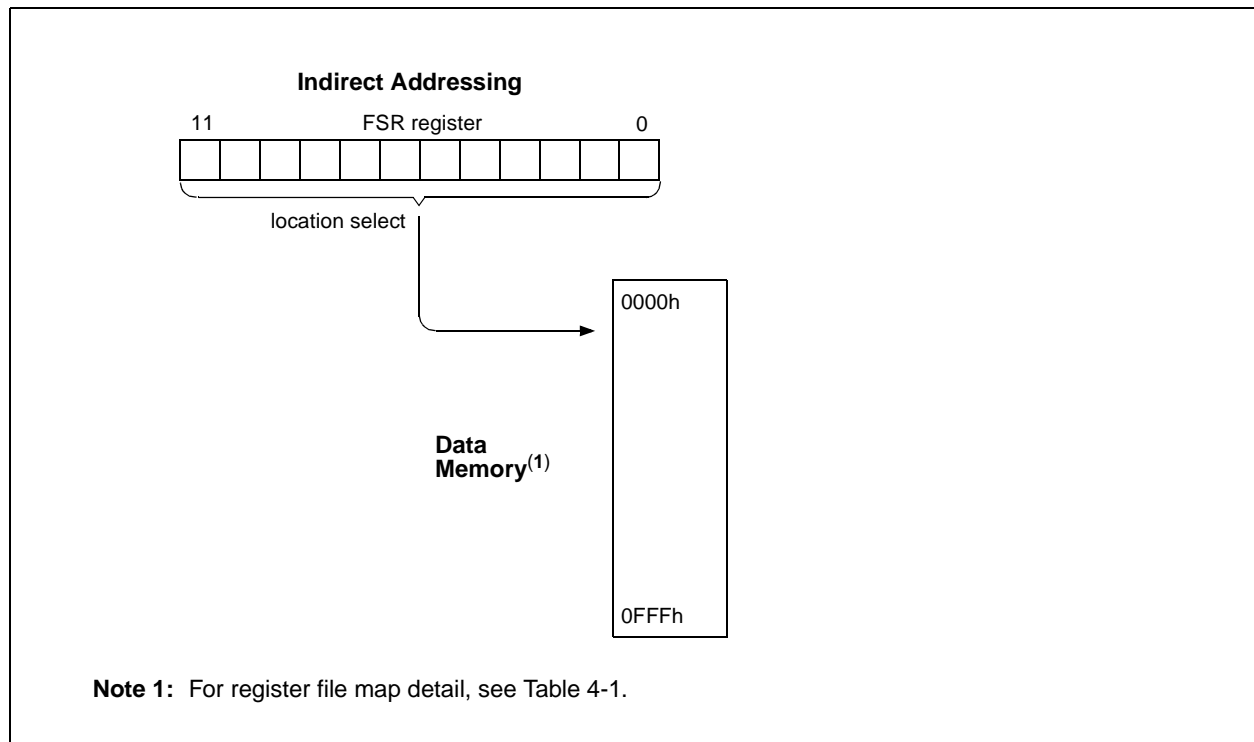 Indirect Addressing
11 FSR register 0
location select
0000h
Data
Memory(1)
0FFFh
Note 1: For register file map detail, see Table 4-1.